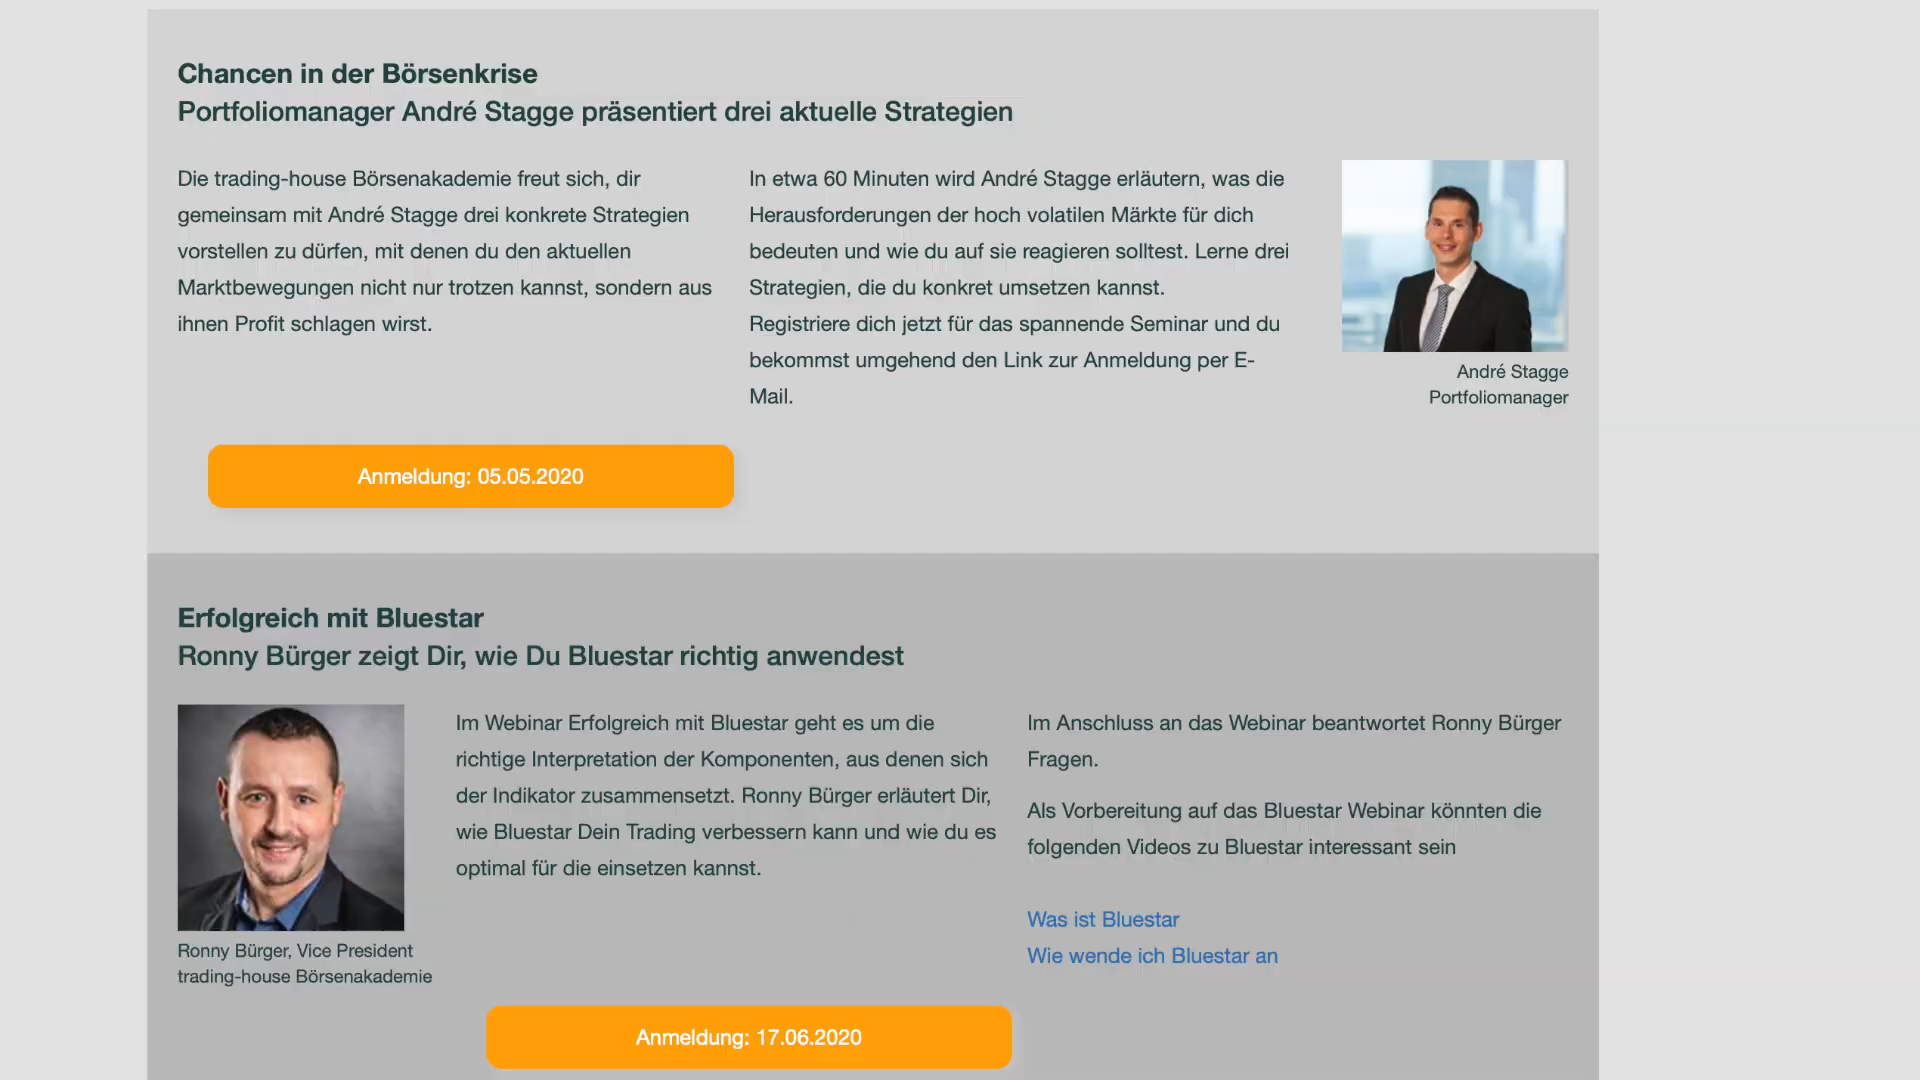 Chancen in der Börsenkrise
Portfoliomanager André Stagge präsentiert drei aktuelle Strategien
Die trading-house Börsenakademie freut sich, dir
gemeinsam mit André Stagge drei konkrete Strategien
vorstellen zu dürfen, mit denen du den aktuellen
Marktbewegungen nicht nur trotzen kannst, sondern aus
ihnen Profit schlagen wirst.
In etwa 60 Minuten wird André Stagge erläutern, was die
Herausforderungen der hoch volatilen Märkte für dich
bedeuten und wie du auf sie reagieren solltest. Lerne drei
Strategien, die du konkret umsetzen kannst.
Registriere dich jetzt für das spannende Seminar und du
bekommst umgehend den Link zur Anmeldung per E-
Mail.
André Stagge
Portfoliomanager
Anmeldung: 05.05.2020
Erfolgreich mit Bluestar
Ronny Bürger zeigt Dir, wie Du Bluestar richtig anwendest
Ronny Bürger, Vice President
trading-house Börsenakademie
Im Webinar Erfolgreich mit Bluestar geht es um die
richtige Interpretation der Komponenten, aus denen sich
der Indikator zusammensetzt. Ronny Bürger erläutert Dir,
wie Bluestar Dein Trading verbessern kann und wie du es
optimal für die einsetzen kannst.
Im Anschluss an das Webinar beantwortet Ronny Bürger
Fragen.
Als Vorbereitung auf das Bluestar Webinar könnten die
folgenden Videos zu Bluestar interessant sein
Was ist Bluestar
Wie wende ich Bluestar an
Anmeldung: 17.06.2020